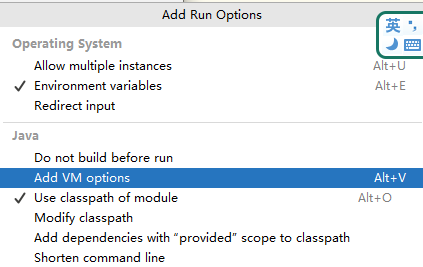 Add Run Options
英
Operating System
Allow multiple instances Alt+U
Environment variables Alt+E
Redirect input
Java
Do not build before run
Add VM options Alt+V
Use classpath of module Alt+O
Modify classpath
Add dependencies with “provided” scope to classpath
Shorten command line